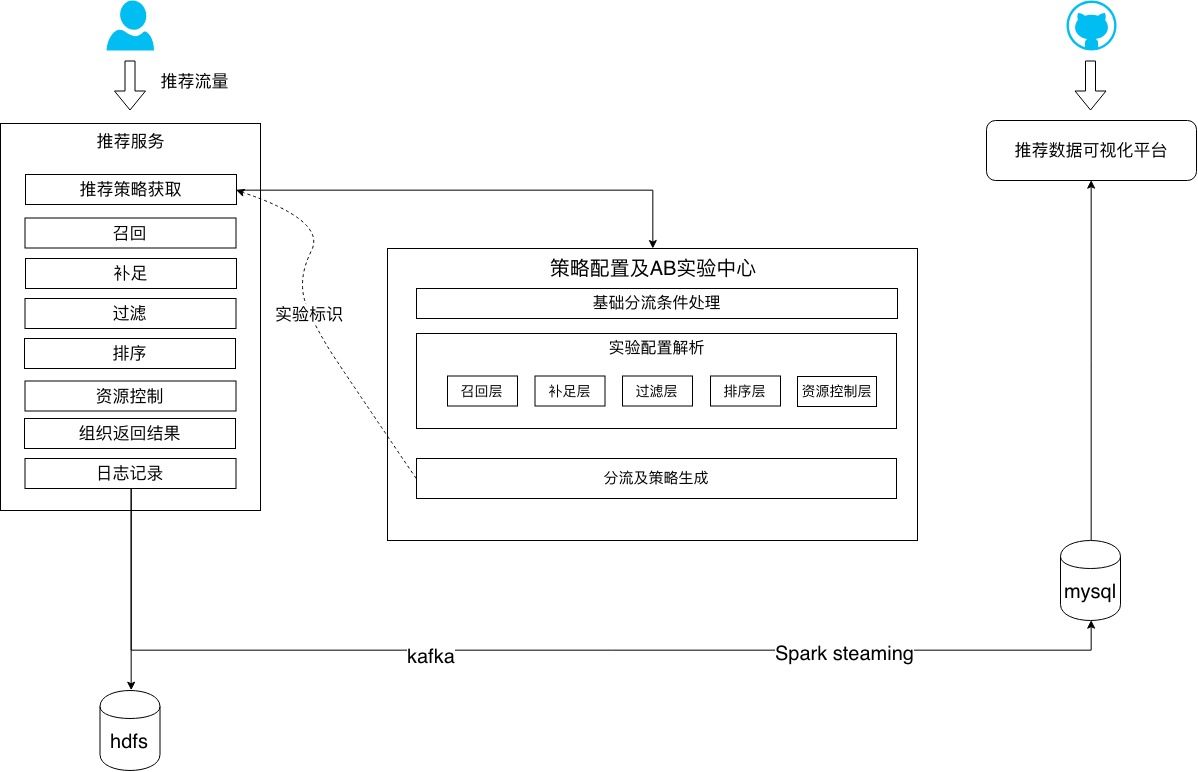 推荐流量
推荐服务
推荐策略获取
召回
补足
过滤
排序
资源控制
组织返回结果
日志记录
实验标识
策略配置及AB实验中心
基础分流条件处理
实验配置解析
召回层
补足层
过滤层
排序层
资源控制层
分流及策略生成
推荐数据可视化平台
mysql
kafka
Spark steaming
hdfs